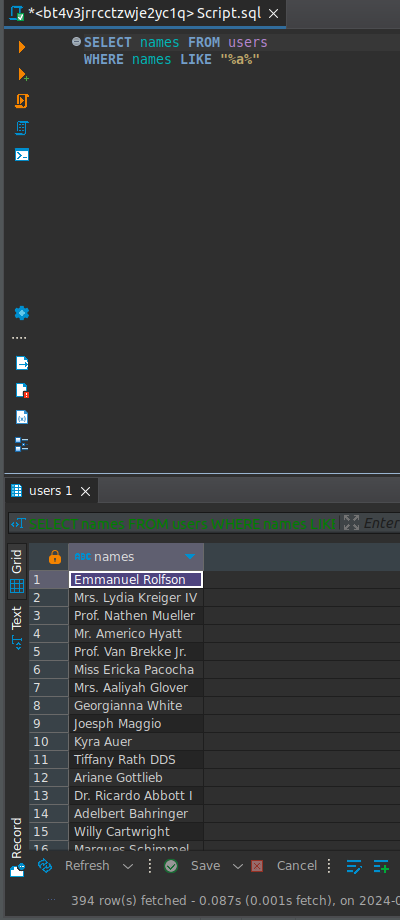 *<bt4v3jrrcctzwje2yc1q> Script.sql
SELECT names FROM users
WHERE names LIKE "%a%"
users 1
SELECT names FROM users WHERE names LIKE
Enter
Grid
Text
Record
ABC names
1 Emmanuel Rolfson
2 Mrs. Lydia Kreiger IV
3 Prof. Nathen Mueller
4 Mr. Americo Hyatt
5 Prof. Van Brekke Jr.
6 Miss Ericka Pacocha
7 Mrs. Aaliyah Glover
8 Georgianna White
9 Joesph Maggio
10 Kyra Auer
11 Tiffany Rath DDS
12 Ariane Gottlieb
13 Dr. Ricardo Abbott I
14 Adelbert Bahringer
15 Willy Cartwright
16 Marques Schimmel
Refresh Save Cancel
394 row(s) fetched - 0.087s (0.001s fetch), on 2024-0